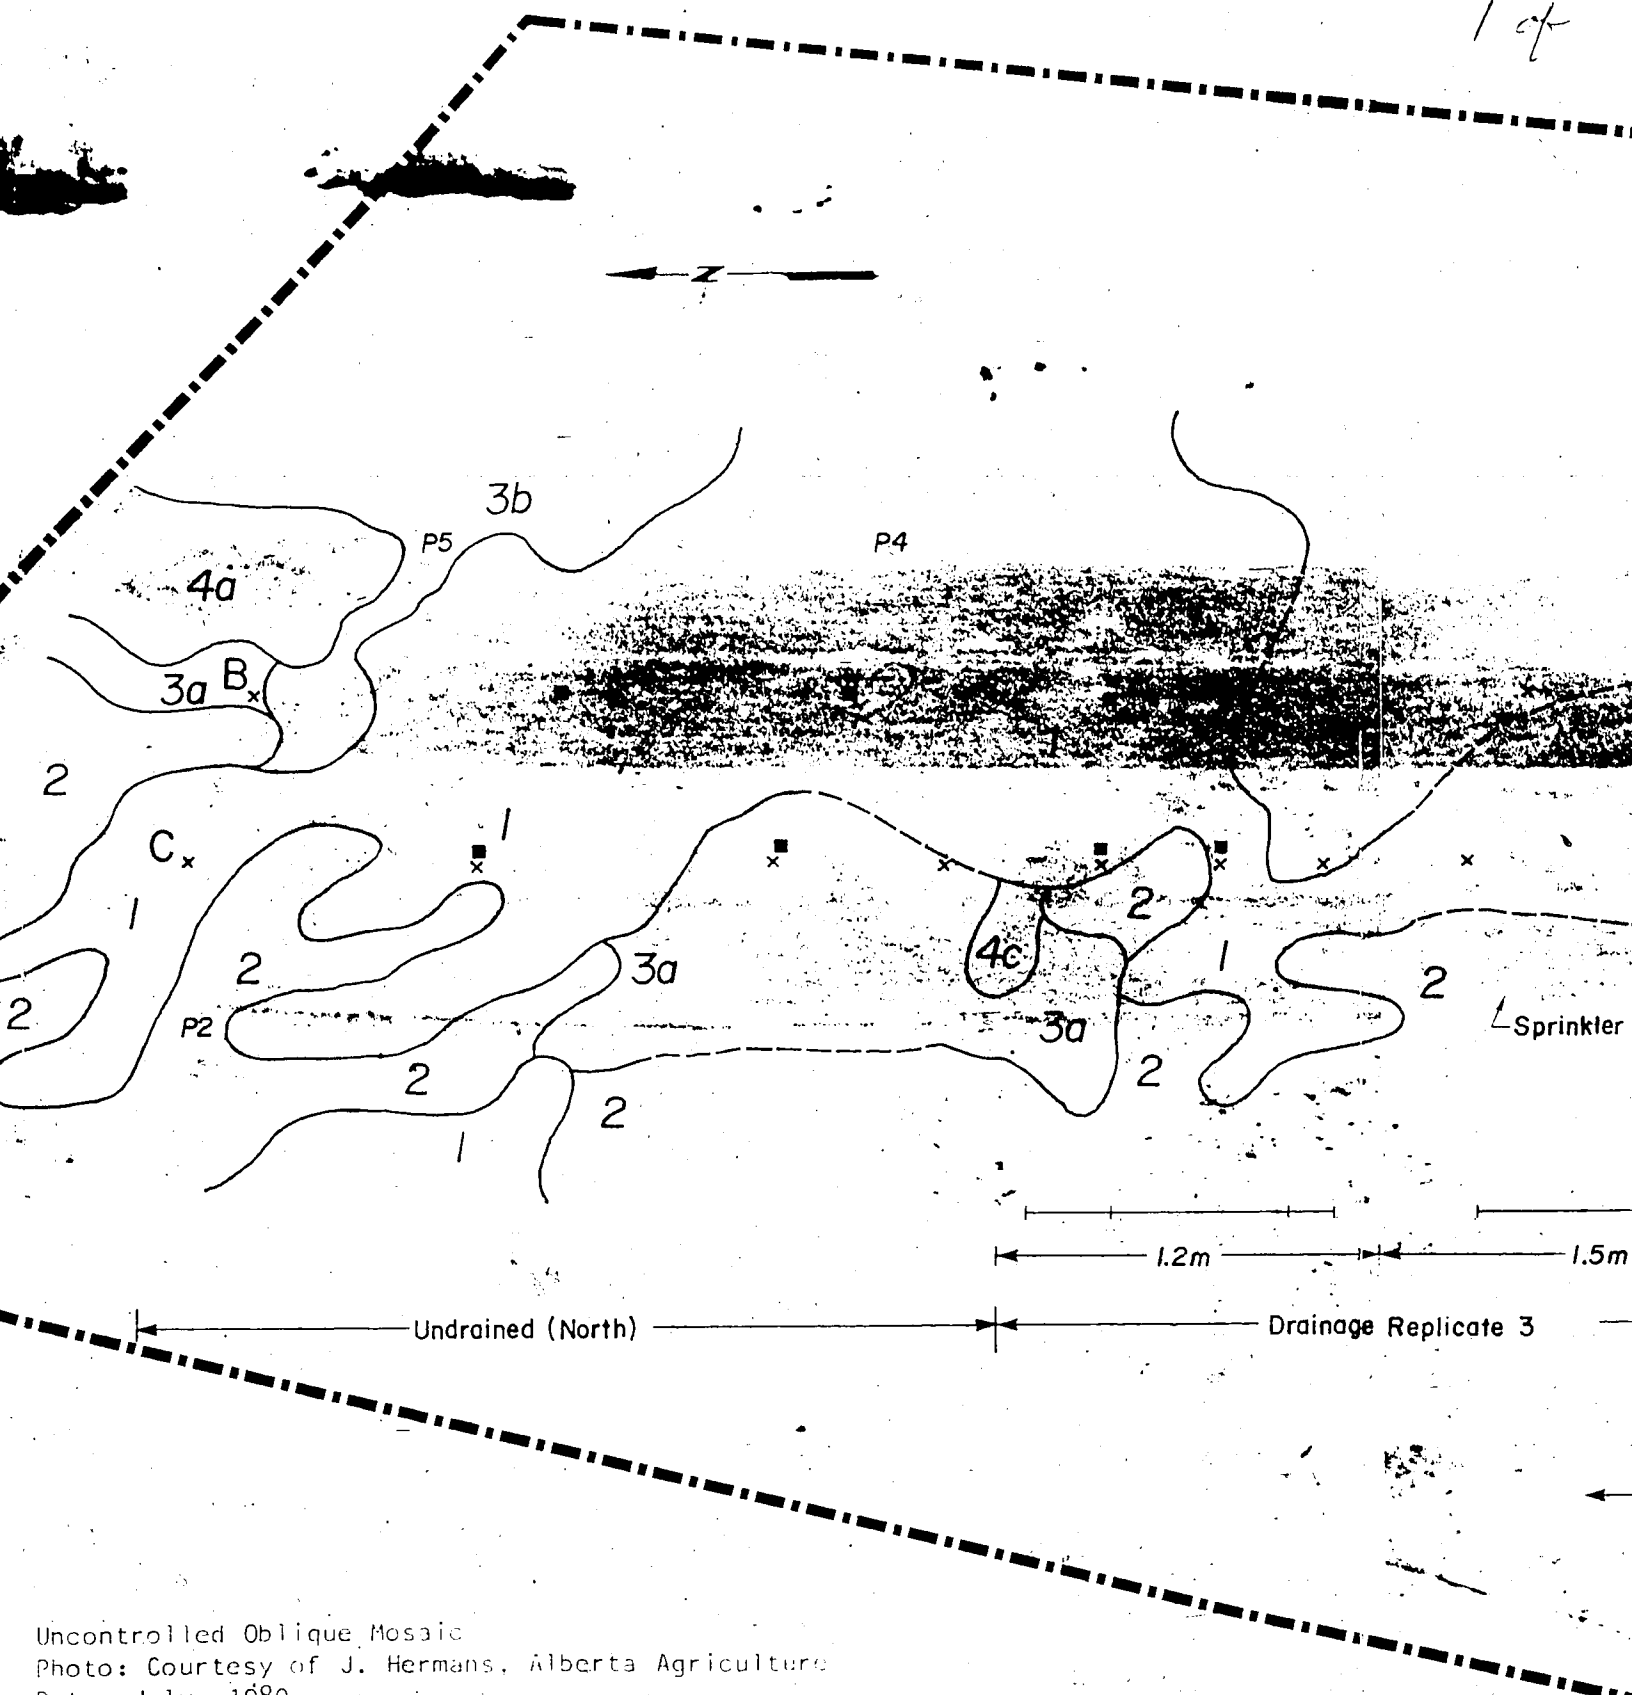 1 of
N
3b
P5
P4
4a
B
3a
2
1
C
1
1
2
4c
2
3a
1
2
2
P2
3a
Sprinkler
2
2
2
1
1.2m
1.5m
Undrained (North)
Drainage Replicate 3
Uncontrolled Oblique Mosaic
Photo: Courtesy of J. Hermans, Alberta Agriculture
1980